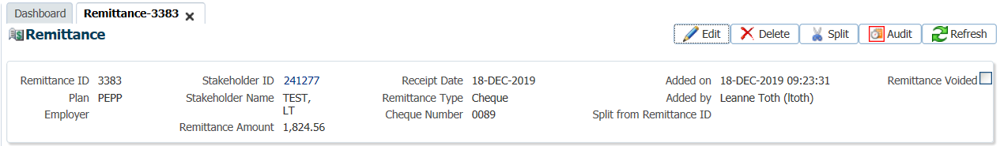 Dashboard Remittance-3383
Remittance Edit Delete Split Audit Refresh
Remittance ID 3383 Stakeholder ID 241277 Receipt Date 18-DEC-2019 Added on 18-DEC-2019 09:23:31 Remittance Voided
Plan PEPP Stakeholder Name TEST, Remittance Type Cheque Added by Leanne Toth (ltoth)
LT
Employer Cheque Number 0089 Split from Remittance ID
Remittance Amount 1,824.56